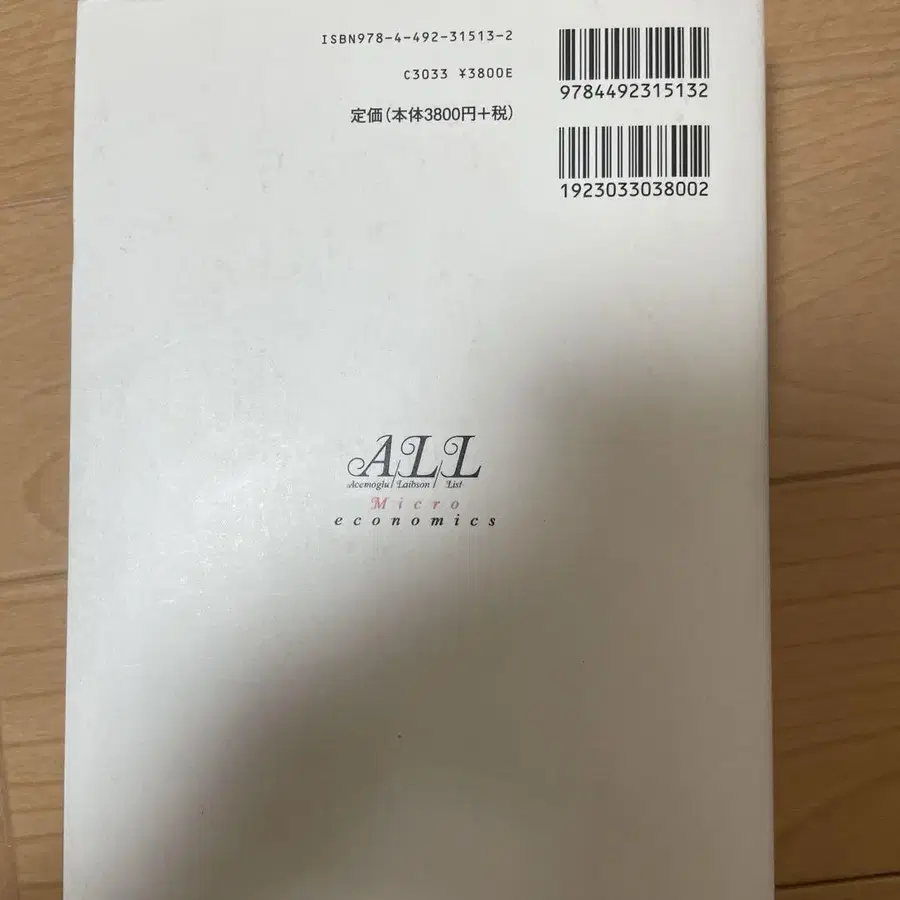 ISBN978-4-492-31513-2
C3033 ¥3800E
定価(本体3800円+税)
9784492315132
1923033038002
ALL
Acemoglu/Laibson/List
Micro
economics